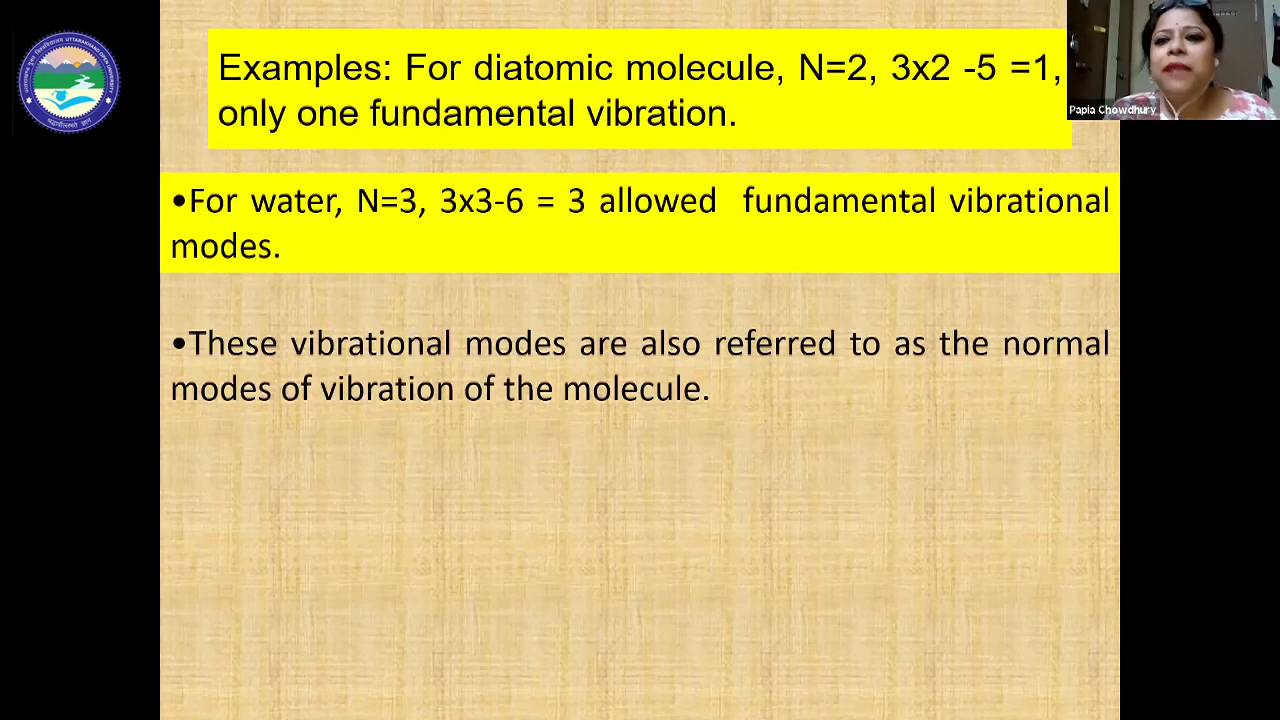 Examples: For diatomic molecule, N=2, 3x2 -5 =1,
only one fundamental vibration.
Papia Chowdhury
•For water, N=3, 3x3-6 = 3 allowed fundamental vibrational
modes.
•These vibrational modes are also referred to as the normal
modes of vibration of the molecule.